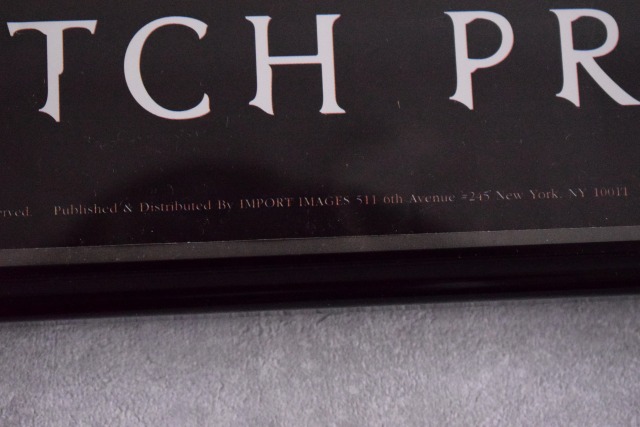 TCH PR
rved. Published & Distributed By IMPORT IMAGES 511 6th Avenue #245 New York, NY 10011